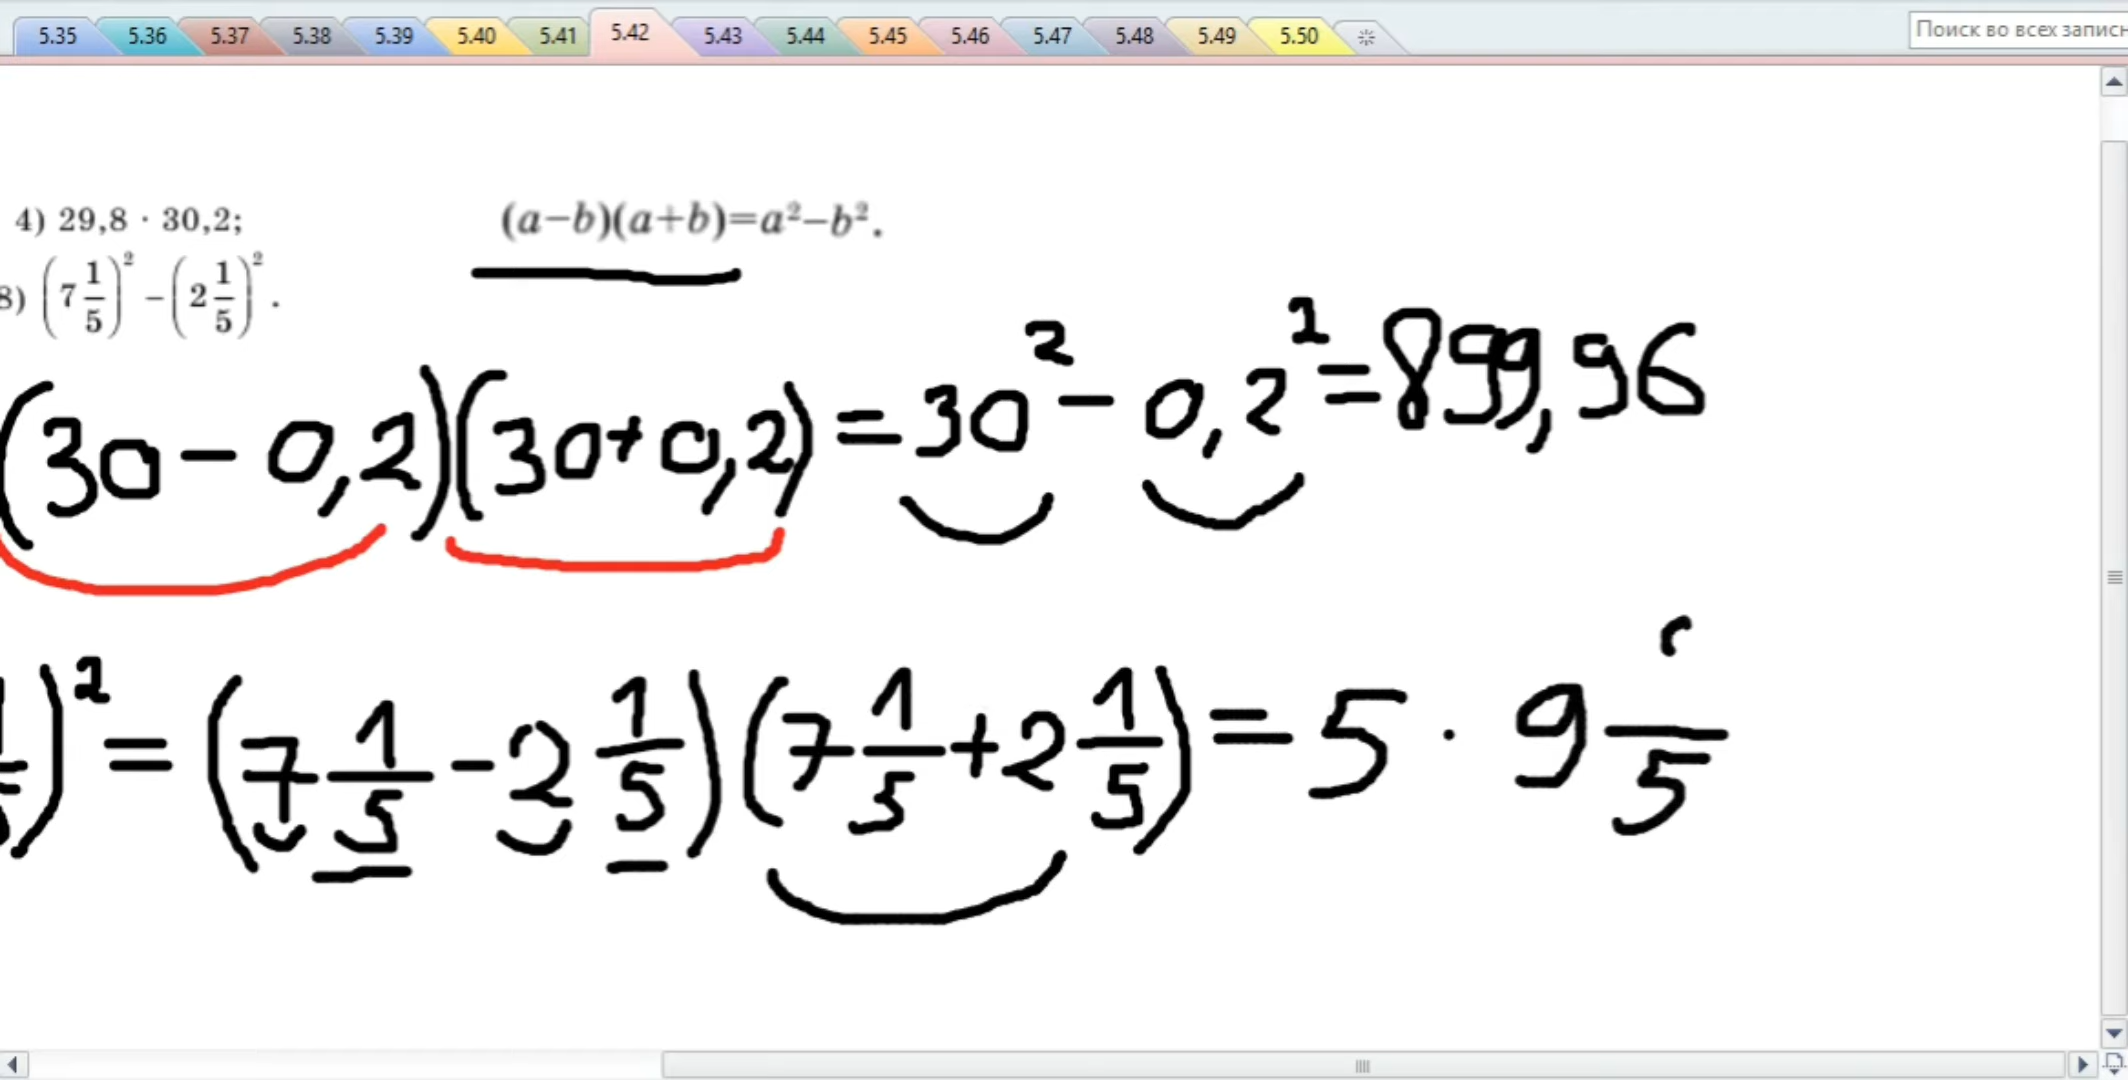 5.35 5.36 5.37 5.38 5.39 5.40 5.41 5.42 5.43 5.44 5.45 5.46 5.47 5.48 5.49 5.50
Поиск во всех запис
4) 29,8 · 30,2;
(a−b)(a+b)=a²−b².
8) (7 1/5)² − (2 1/5)².
(30 − 0,2)(30+0,2) = 30² − 0,2² = 899,96
)² = (7 1/5 − 2 1/5)(7 1/5 + 2 1/5) = 5 · 9 /5